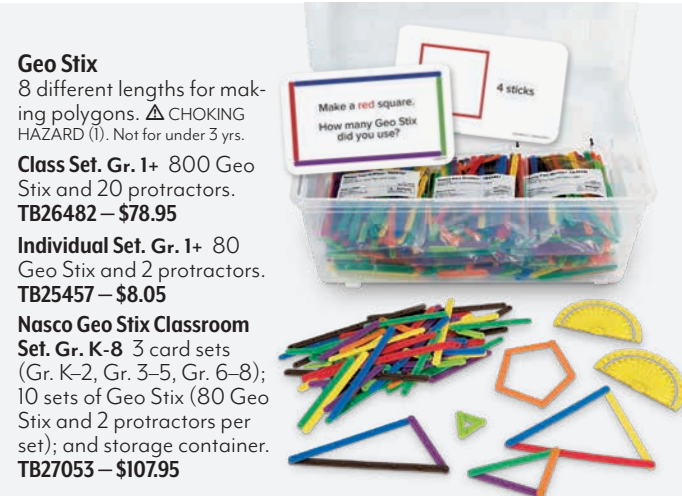 Geo Stix
8 different lengths for mak-
ing polygons. ⚠ CHOKING
HAZARD (1). Not for under 3 yrs.
Class Set. Gr. 1+ 800 Geo
Stix and 20 protractors.
TB26482 — $78.95
Individual Set. Gr. 1+ 80
Geo Stix and 2 protractors.
TB25457 — $8.05
Nasco Geo Stix Classroom
Set. Gr. K-8 3 card sets
(Gr. K–2, Gr. 3–5, Gr. 6–8);
10 sets of Geo Stix (80 Geo
Stix and 2 protractors per
set); and storage container.
TB27053 — $107.95
4 sticks
Make a red square.
How many Geo Stix
did you use?